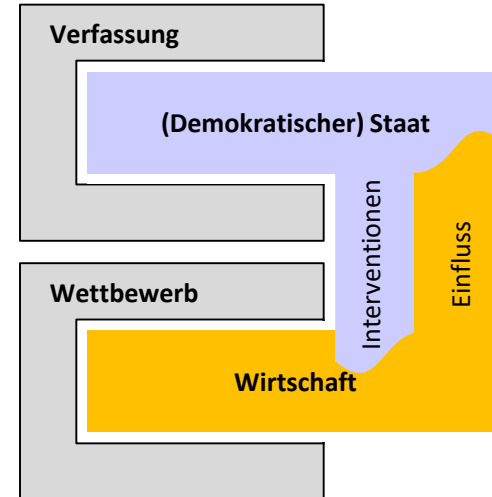 Verfassung
(Demokratischer) Staat
Interventionen
Einfluss
Wettbewerb
Wirtschaft